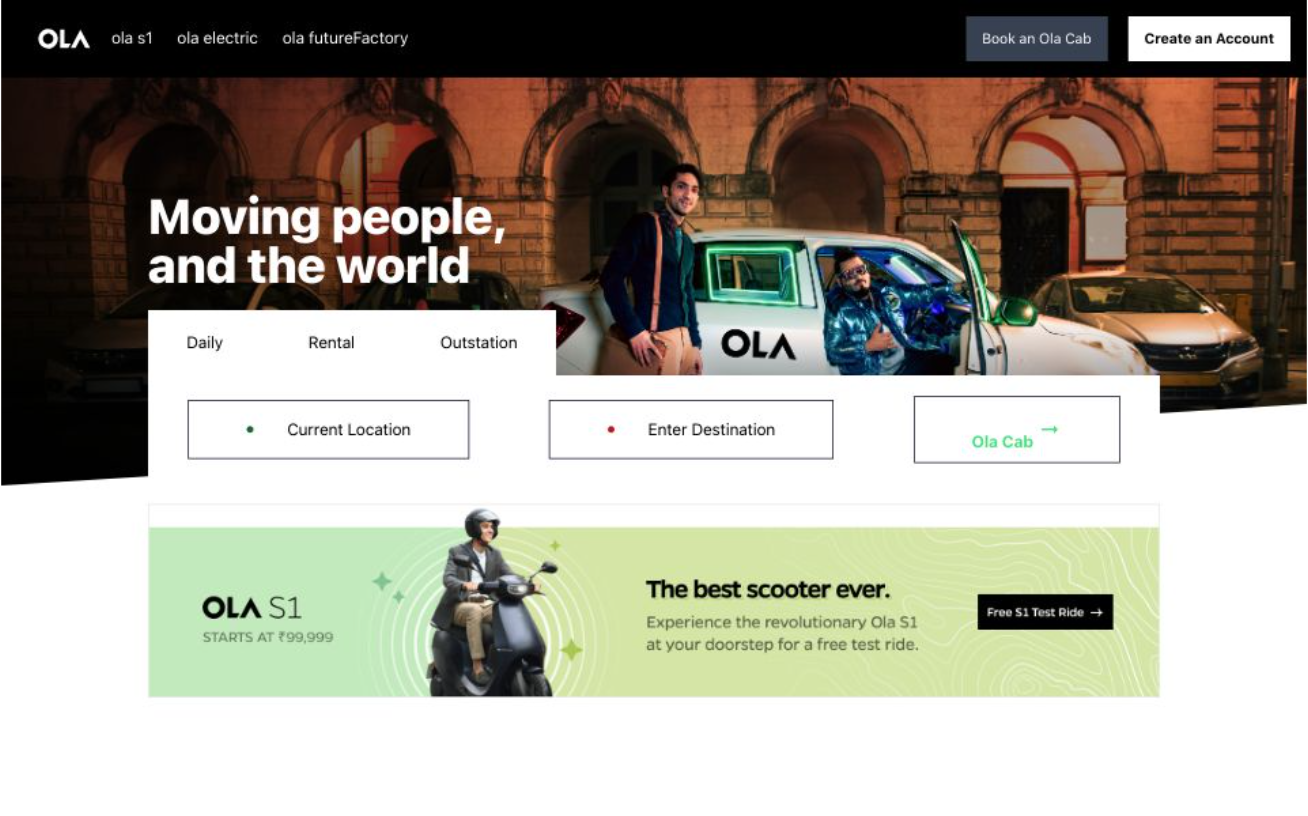 OLA ola s1 ola electric ola futureFactory Book an Ola Cab Create an Account
Moving people,
and the world
OLA
Daily Rental Outstation
Current Location Enter Destination Ola Cab →
OLA S1
STARTS AT ₹99,999
The best scooter ever.
Experience the revolutionary Ola S1
at your doorstep for a free test ride.
Free S1 Test Ride →